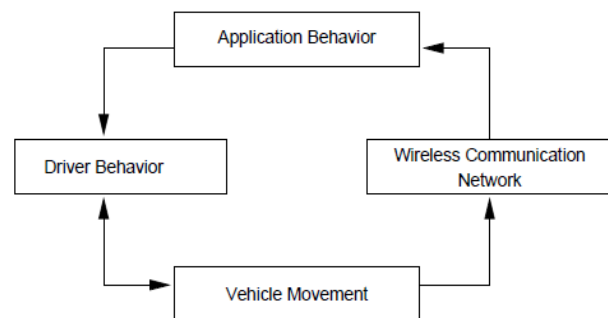 Application Behavior
Driver Behavior
Wireless Communication
Network
Vehicle Movement